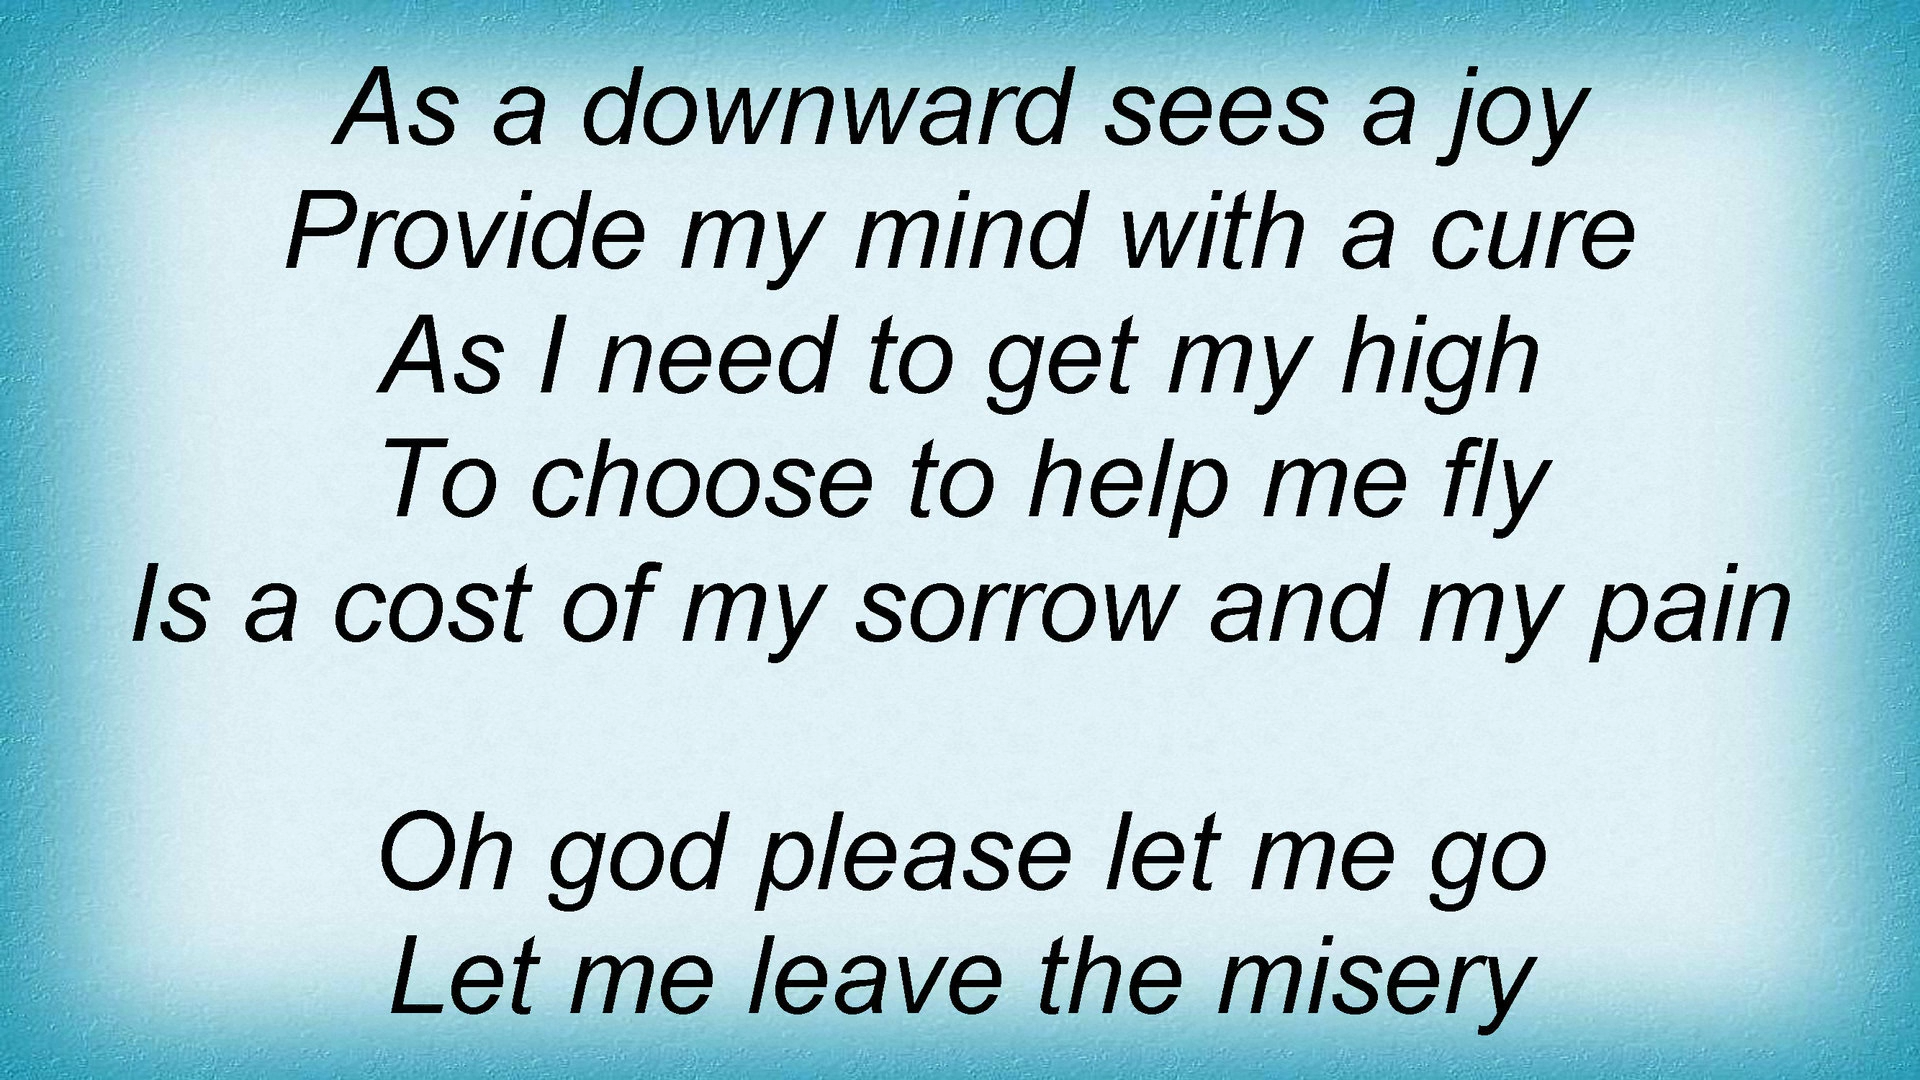 As a downward sees a joy
Provide my mind with a cure
As I need to get my high
To choose to help me fly
Is a cost of my sorrow and my pain
Oh god please let me go
Let me leave the misery